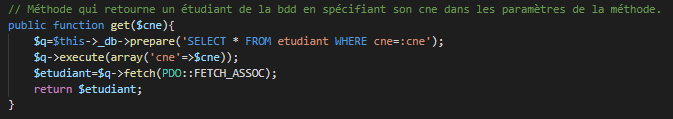 // Méthode qui retourne un étudiant de la bdd en spécifiant son cne dans les paramètres de la méthode.
public function get($cne){
$q=$this->_db->prepare('SELECT * FROM etudiant WHERE cne=:cne');
$q->execute(array('cne'=>$cne));
$etudiant=$q->fetch(PDO::FETCH_ASSOC);
return $etudiant;
}